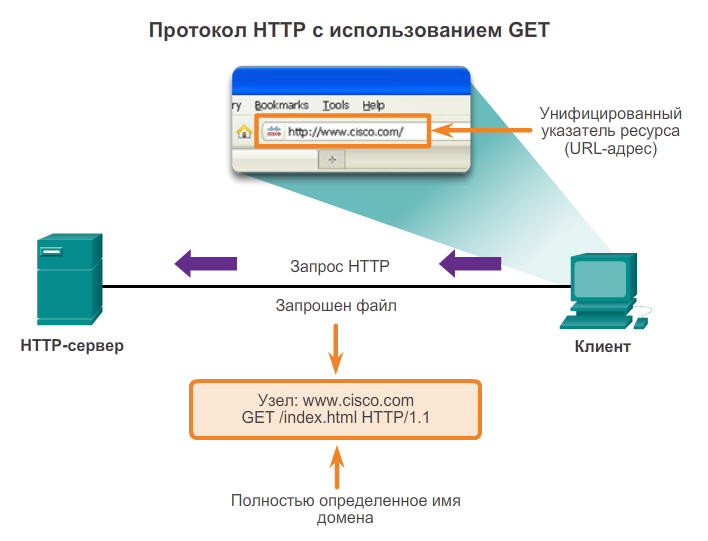 Протокол HTTP с использованием GET
ry Bookmarks Tools Help
http://www.cisco.com/
Унифицированный
указатель ресурса
(URL-адрес)
Запрос HTTP
Запрошен файл
HTTP-сервер
Клиент
Узел: www.cisco.com
GET /index.html HTTP/1.1
Полностью определенное имя
домена